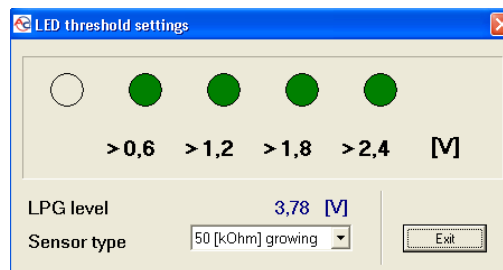 LED threshold settings
>0,6 >1,2 >1,8 >2,4 [V]
LPG level 3,78 [V]
Sensor type 50 [kOhm] growing Exit